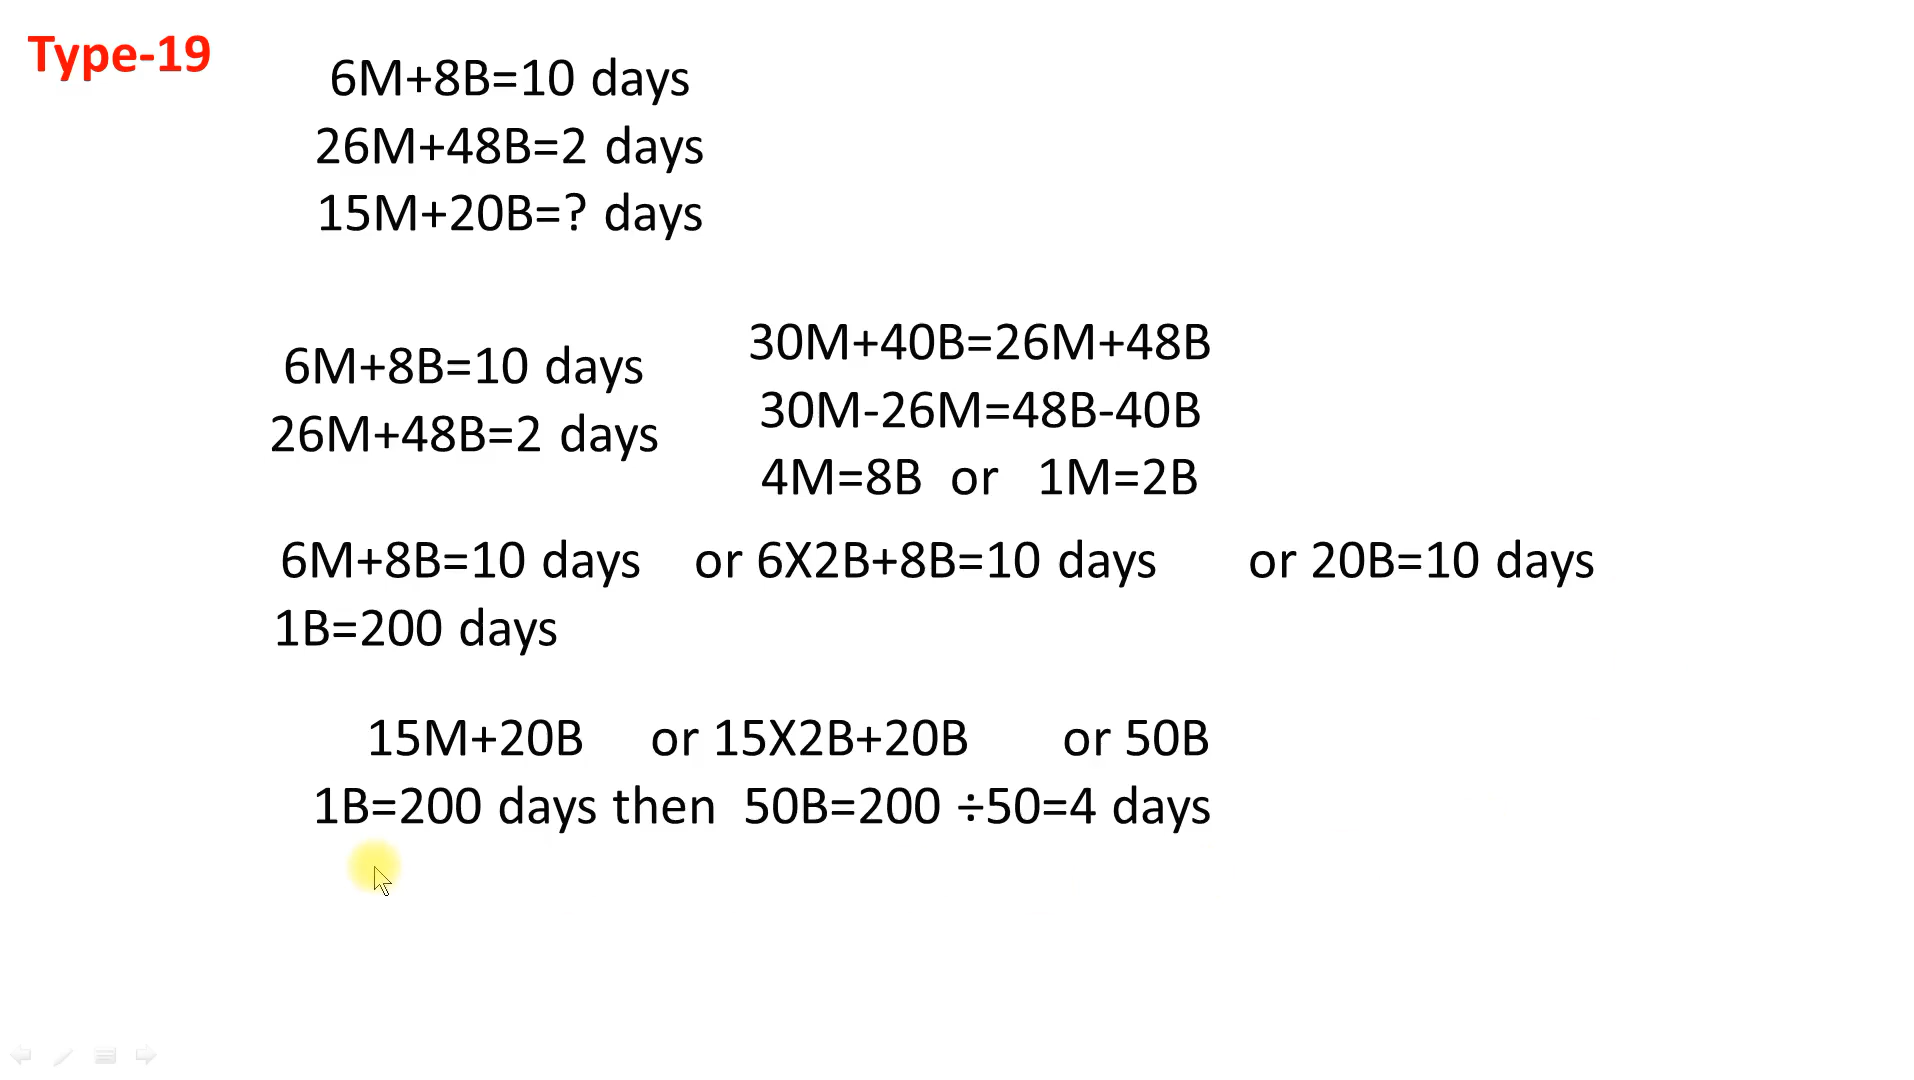 Type-19
6M+8B=10 days
26M+48B=2 days
15M+20B=? days
6M+8B=10 days
26M+48B=2 days
30M+40B=26M+48B
30M-26M=48B-40B
4M=8B or 1M=2B
6M+8B=10 days or 6X2B+8B=10 days or 20B=10 days
1B=200 days
15M+20B or 15X2B+20B or 50B
1B=200 days then 50B=200 ÷50=4 days